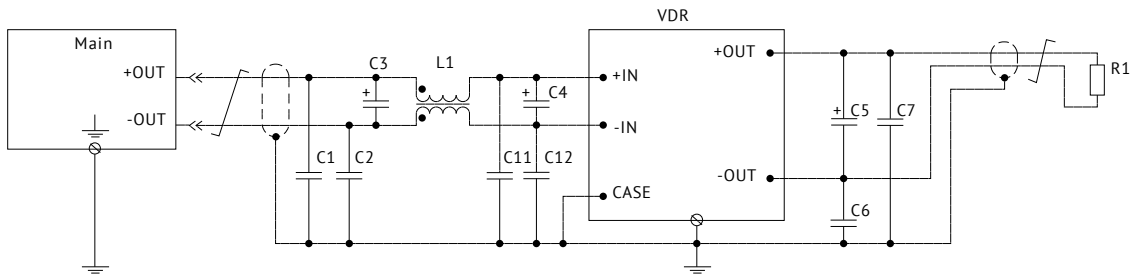 VDR
Main
+OUT
-OUT
C3
+
L1
+
C4
+IN
-IN
CASE
C1
C2
C11
C12
+OUT
-OUT
+
C5
C7
C6
R1